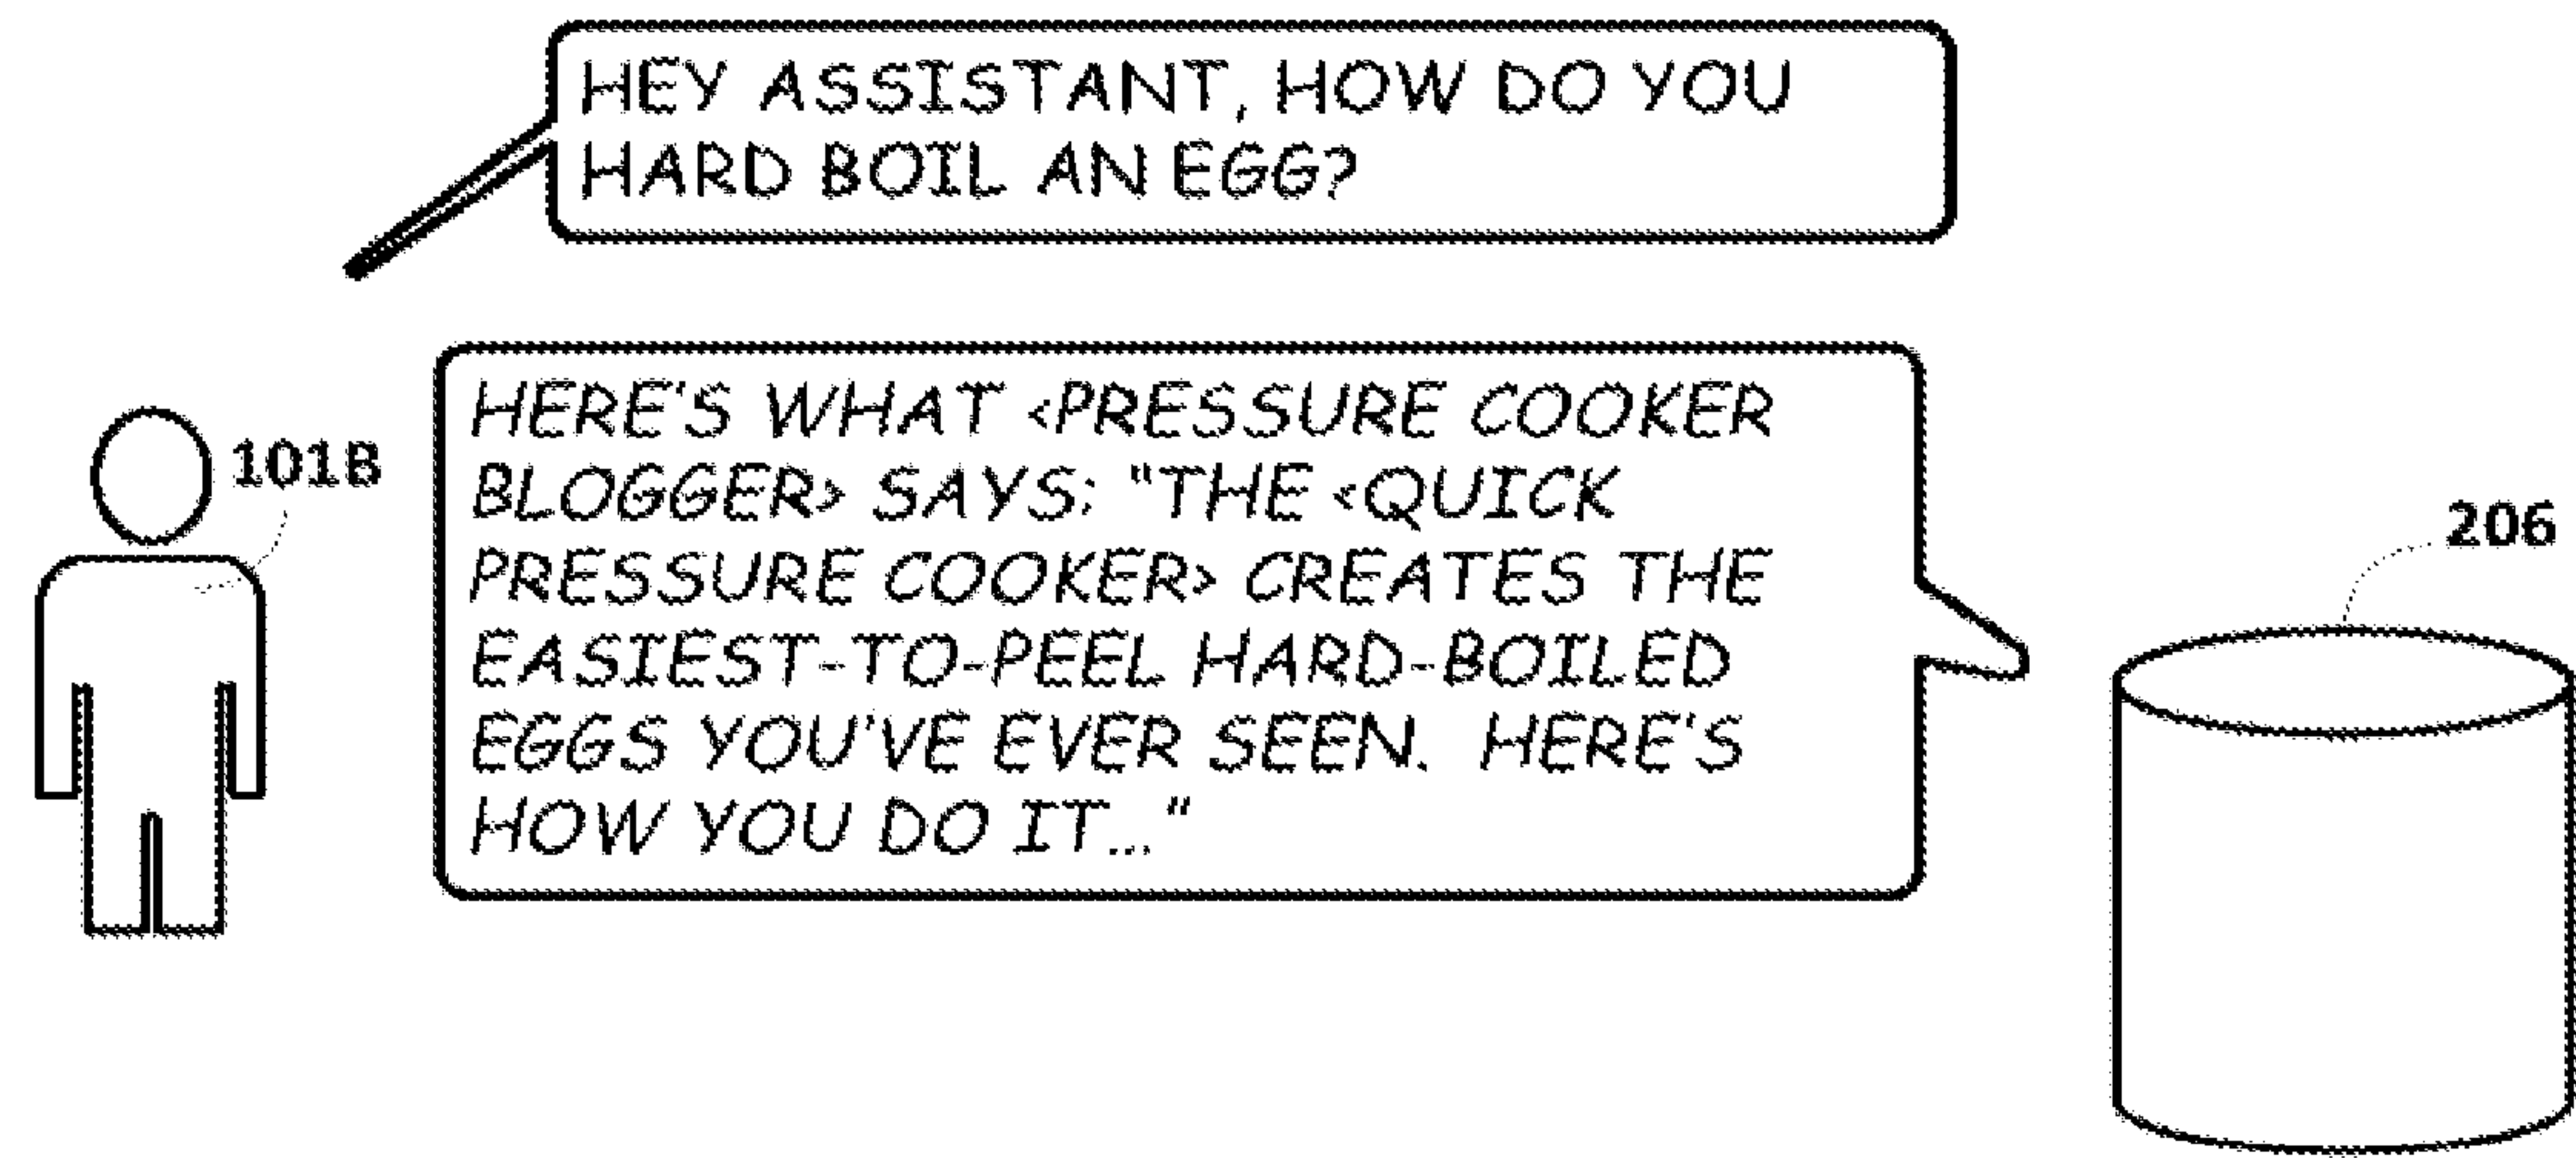 HEY ASSISTANT, HOW DO YOU
HARD BOIL AN EGG?
HERE'S WHAT <PRESSURE COOKER
BLOGGER> SAYS: "THE <QUICK
PRESSURE COOKER> CREATES THE
EASIEST-TO-PEEL HARD-BOILED
EGGS YOU'VE EVER SEEN. HERE'S
HOW YOU DO IT..."
101B
206